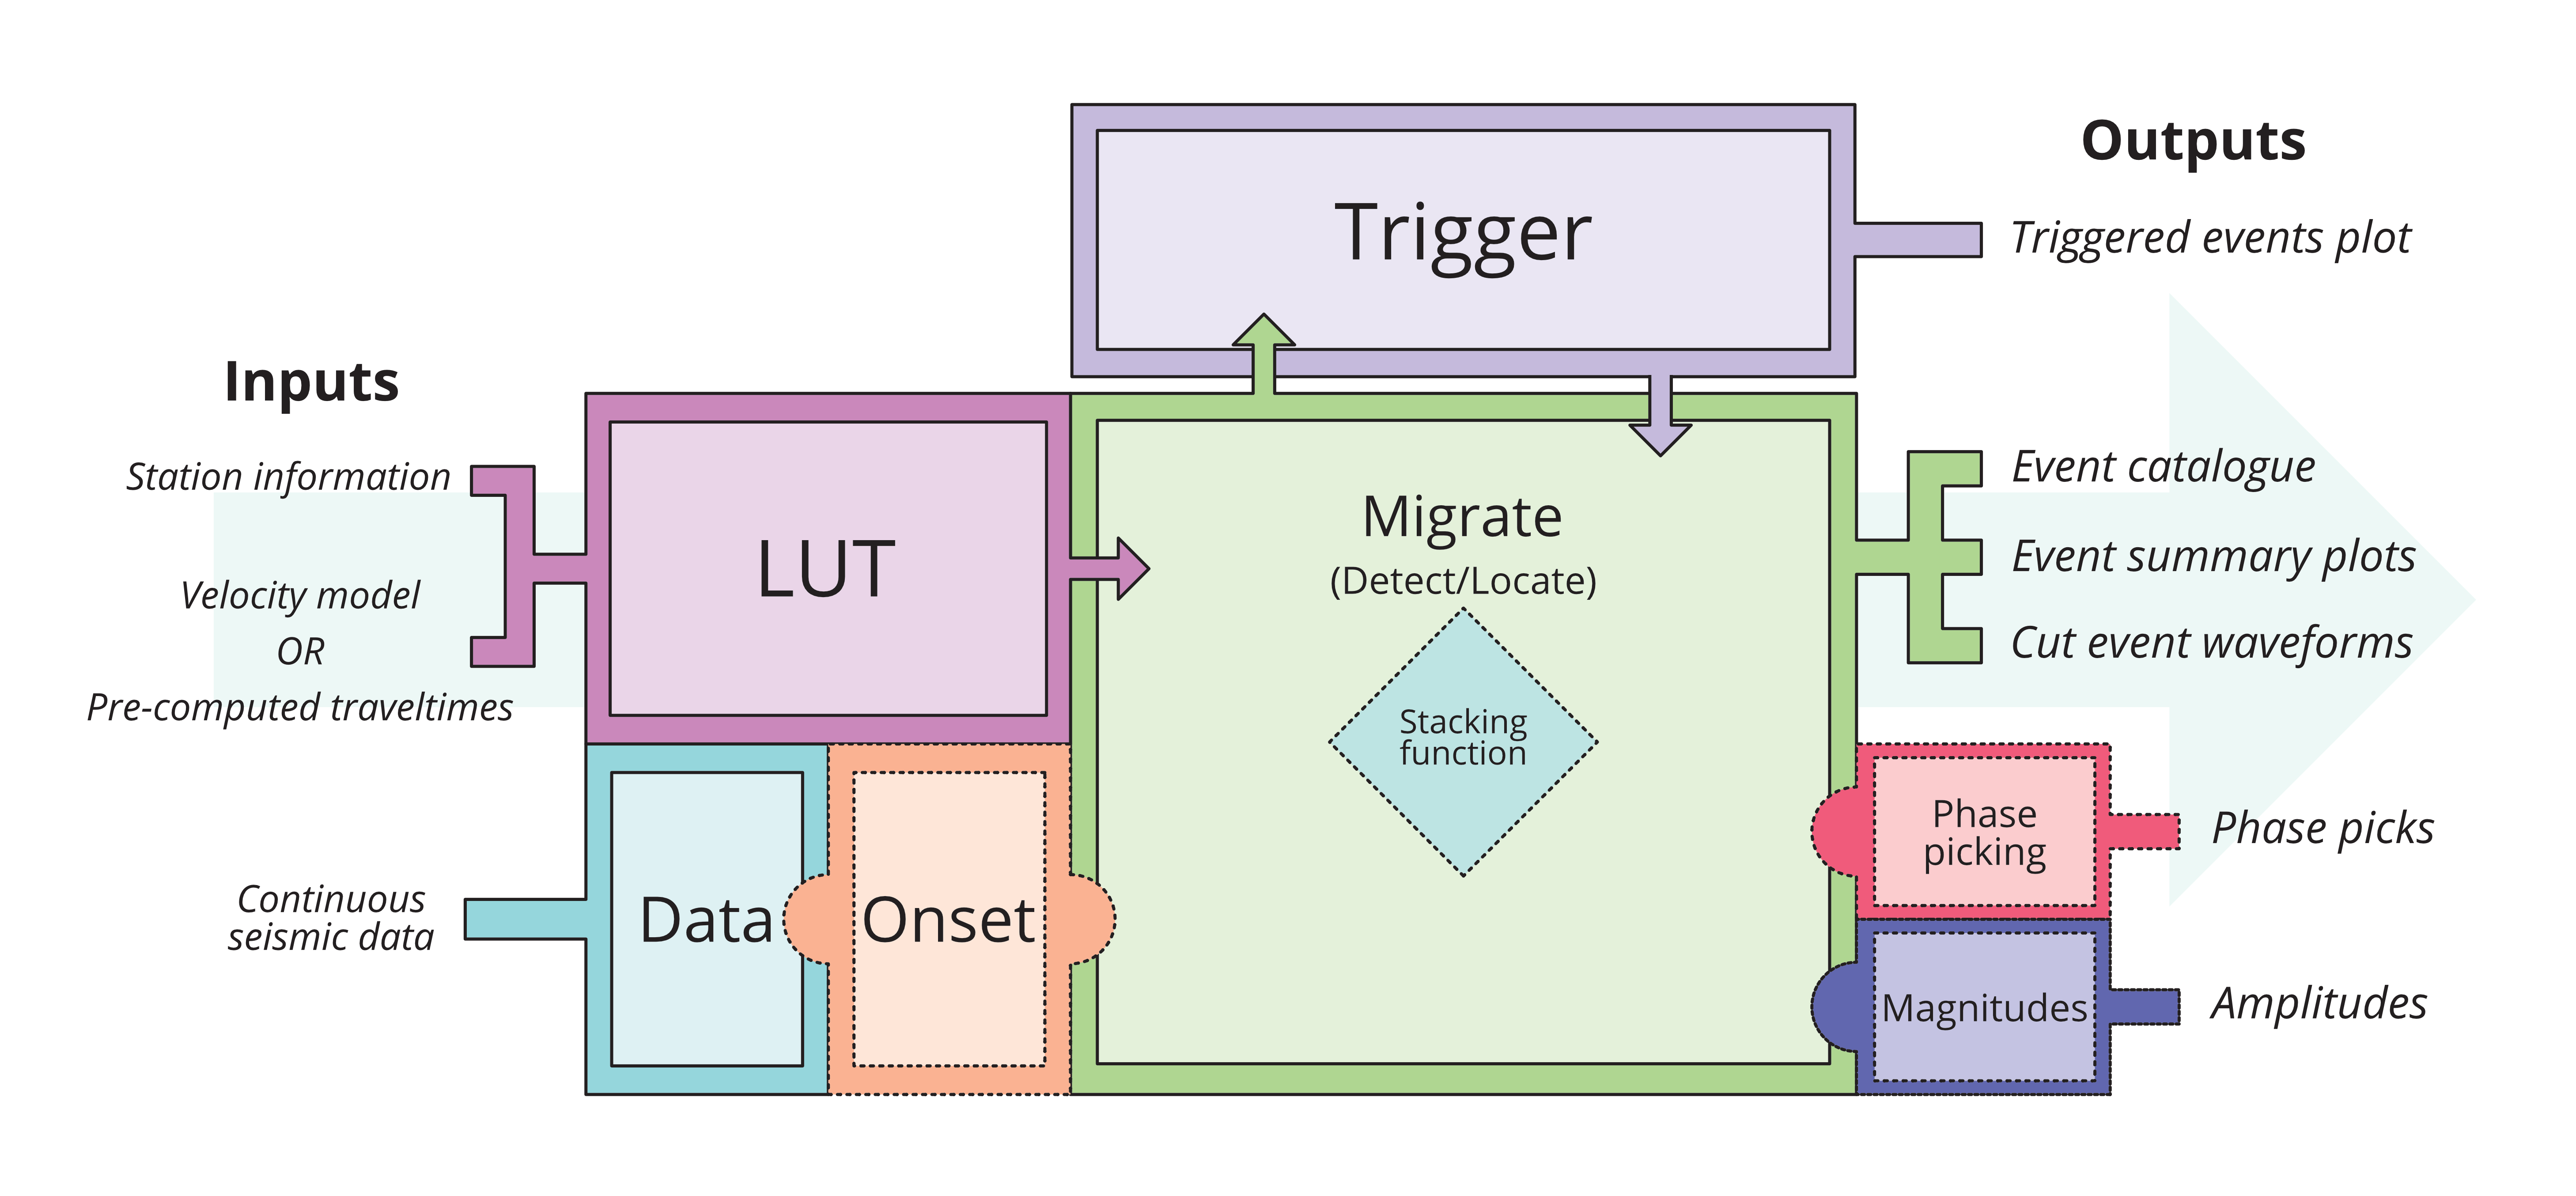 Inputs
Station information
Velocity model
OR
Pre-computed traveltimes
Continuous
seismic data
LUT
Data
Onset
Trigger
Migrate
(Detect/Locate)
Stacking
function
Phase
picking
Magnitudes
Outputs
Triggered events plot
Event catalogue
Event summary plots
Cut event waveforms
Phase picks
Amplitudes